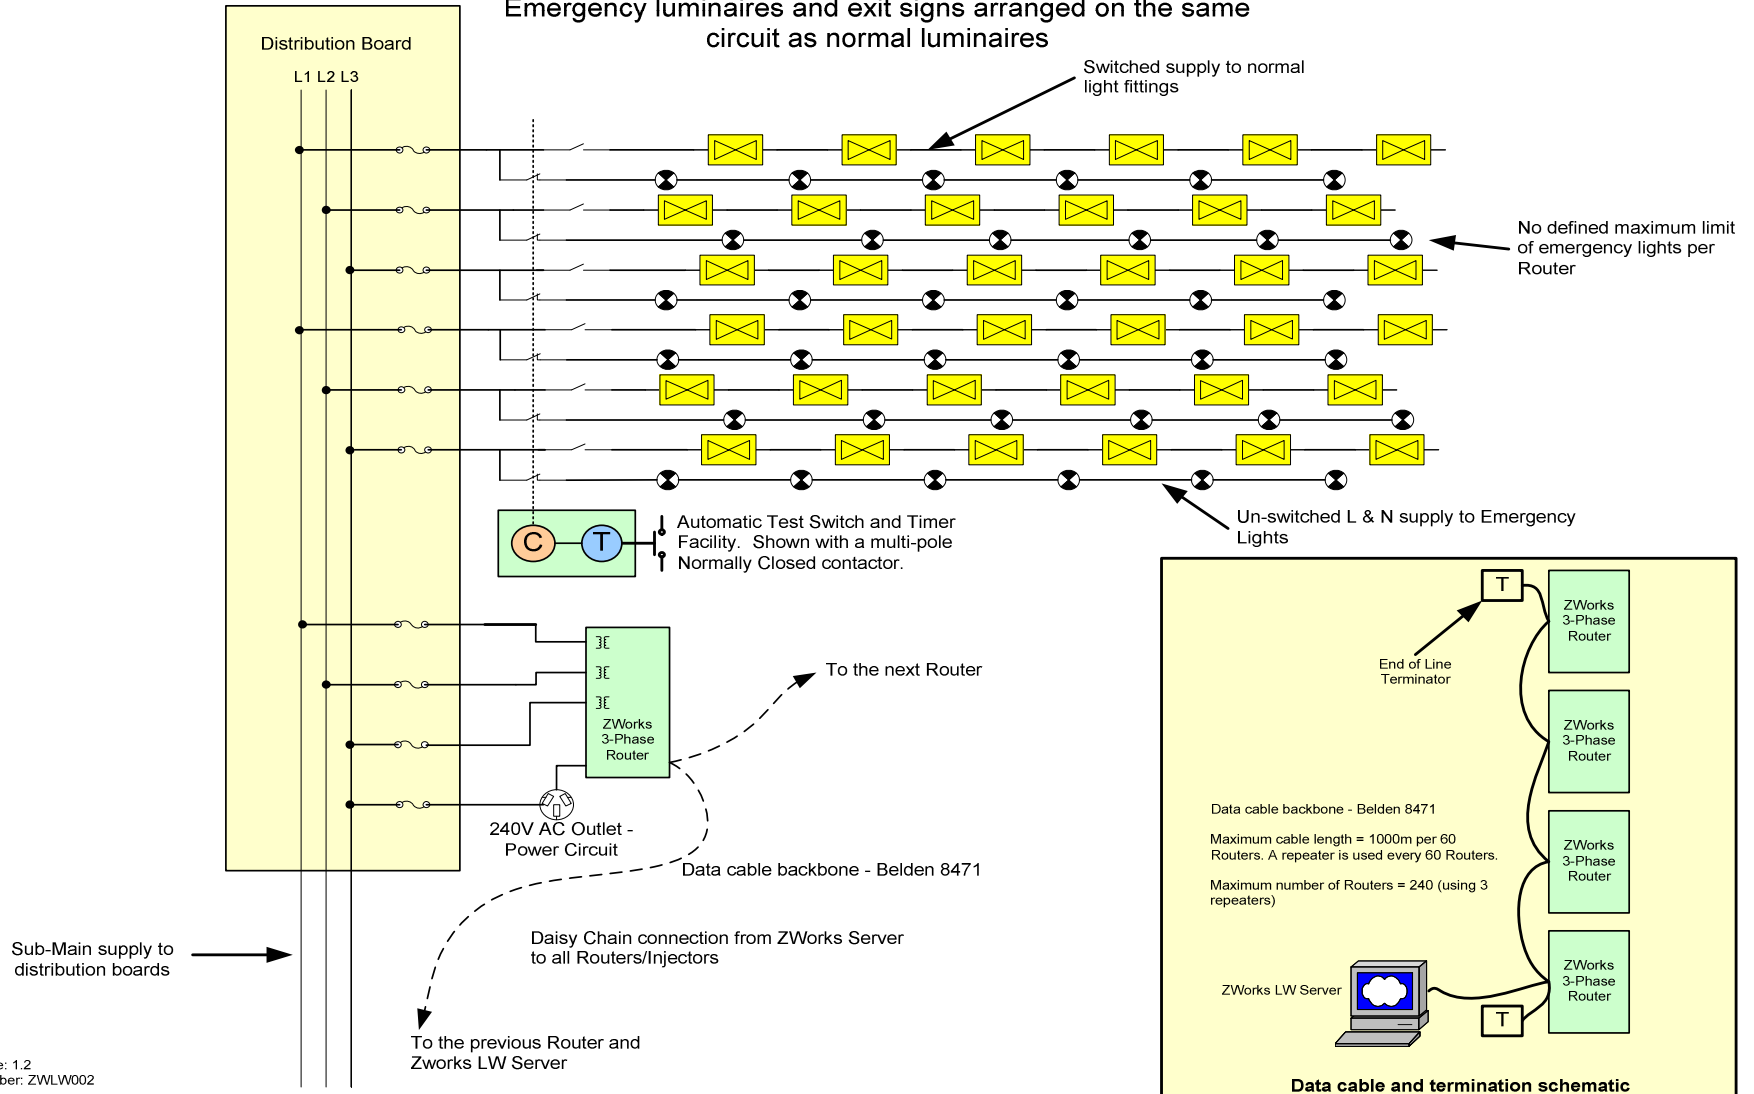 Emergency luminaires and exit signs arranged on the same
circuit as normal luminaires
Distribution Board
L1 L2 L3
Switched supply to normal
light fittings
No defined maximum limit
of emergency lights per
Router
Un-switched L & N supply to Emergency
Lights
C
T
Automatic Test Switch and Timer
Facility.  Shown with a multi-pole
Normally Closed contactor.
ZWorks
3-Phase
Router
To the next Router
240V AC Outlet -
Power Circuit
Data cable backbone - Belden 8471
Daisy Chain connection from ZWorks Server
to all Routers/Injectors
Sub-Main supply to
distribution boards
To the previous Router and
Zworks LW Server
e: 1.2
ber: ZWLW002
T
ZWorks
3-Phase
Router
End of Line
Terminator
ZWorks
3-Phase
Router
Data cable backbone - Belden 8471
Maximum cable length = 1000m per 60
Routers. A repeater is used every 60 Routers.
Maximum number of Routers = 240 (using 3
repeaters)
ZWorks
3-Phase
Router
ZWorks
3-Phase
Router
ZWorks LW Server
T
Data cable and termination schematic